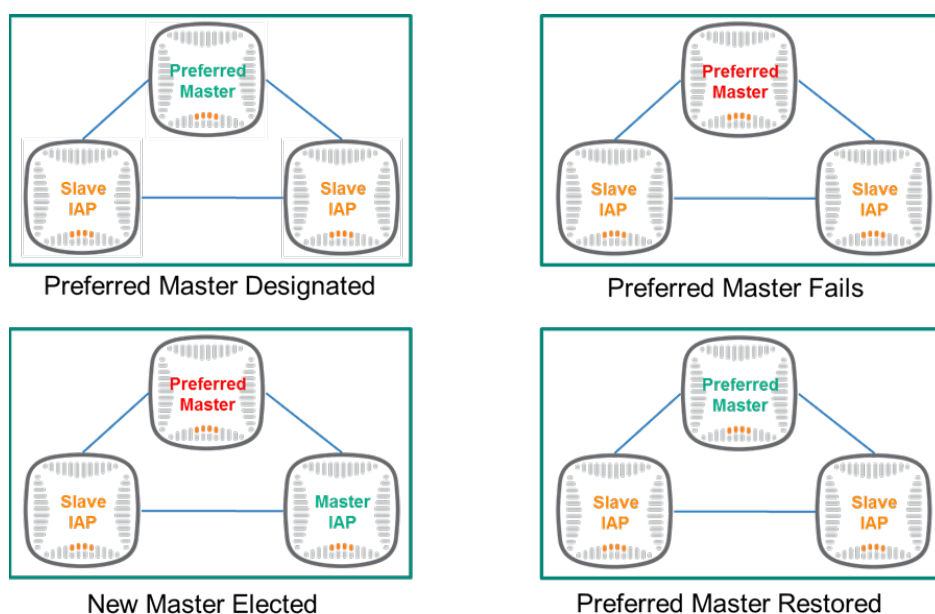 Preferred
Master
Slave
IAP
Slave
IAP
Preferred Master Designated
Preferred
Master
Slave
IAP
Slave
IAP
Preferred Master Fails
Preferred
Master
Slave
IAP
Master
IAP
New Master Elected
Preferred
Master
Slave
IAP
Slave
IAP
Preferred Master Restored